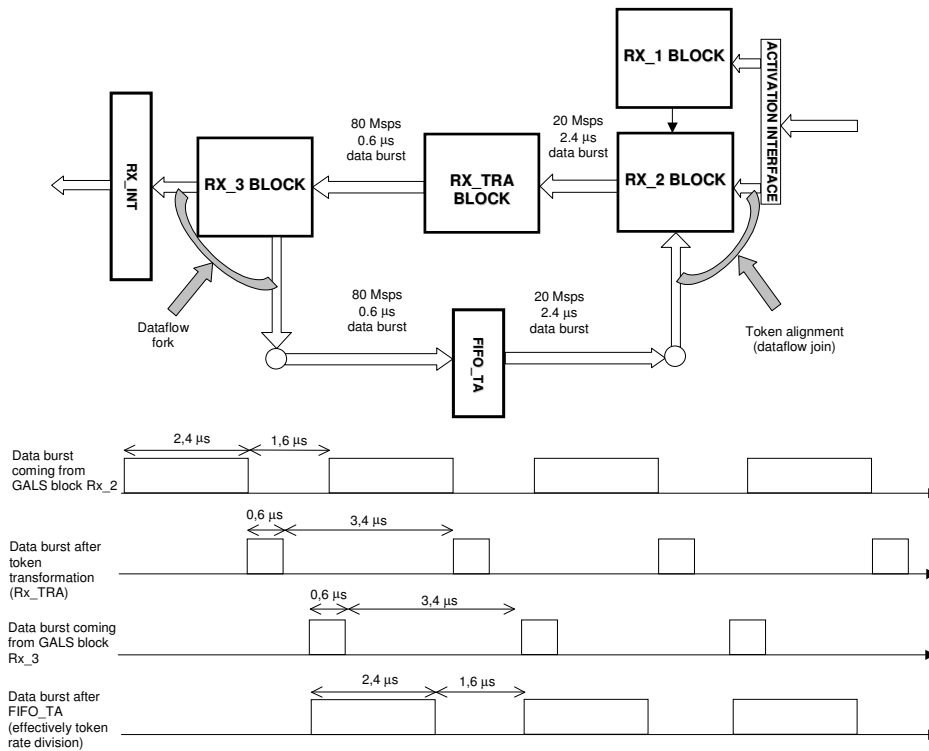 RX_1 BLOCK
ACTIVATION INTERFACE
80 Msps
0.6 µs
data burst
20 Msps
2.4 µs
data burst
RX_INT
RX_3 BLOCK
RX_TRA
BLOCK
RX_2 BLOCK
80 Msps
0.6 µs
data burst
20 Msps
2.4 µs
data burst
Dataflow
fork
FIFO_TA
Token alignment
(dataflow join)
2,4 µs
1,6 µs
Data burst
coming from
GALS block Rx_2
0,6 µs
3,4 µs
Data burst after
token
transformation
(Rx_TRA)
0,6 µs
3,4 µs
Data burst coming
from GALS block
Rx_3
2,4 µs
1,6 µs
Data burst after
FIFO_TA
(effectively token
rate division)